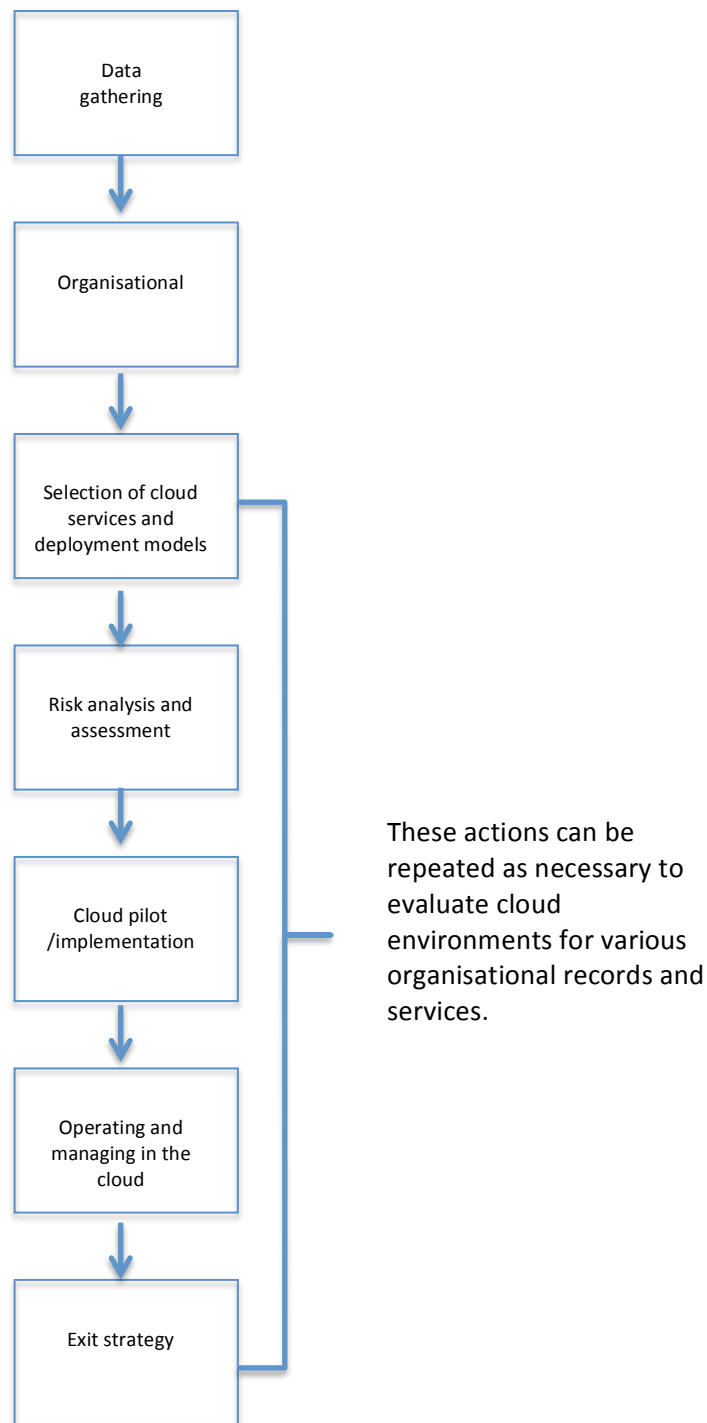 Data
gathering
Organisational
Selection of cloud
services and
deployment models
Risk analysis and
assessment
Cloud pilot
/implementation
Operating and
managing in the
cloud
Exit strategy
These actions can be
repeated as necessary to
evaluate cloud
environments for various
organisational records and
services.